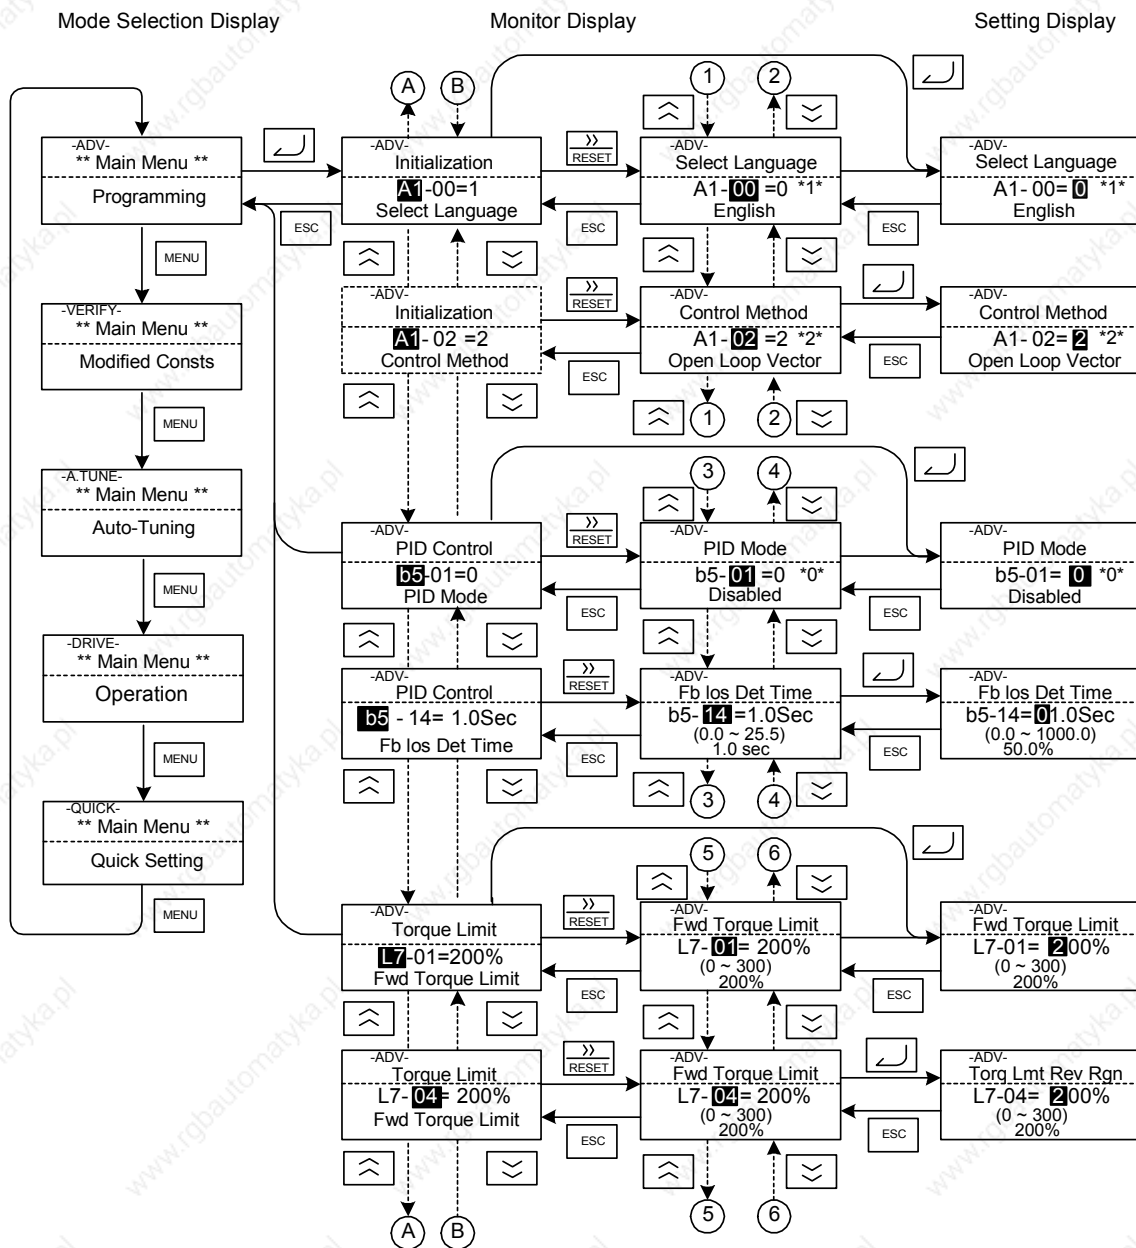 Mode Selection Display
Monitor Display
Setting Display
-ADV-
** Main Menu **
Programming
MENU
-VERIFY-
** Main Menu **
Modified Consts
MENU
-A.TUNE-
** Main Menu **
Auto-Tuning
MENU
-DRIVE-
** Main Menu **
Operation
MENU
-QUICK-
** Main Menu **
Quick Setting
MENU
ESC
A
B
1
2
-ADV-
Initialization
A1-00=1
Select Language
RESET
ESC
-ADV-
Select Language
A1-00 =0 *1*
English
ESC
-ADV-
Select Language
A1- 00= 0 *1*
English
-ADV-
Initialization
A1- 02 =2
Control Method
RESET
ESC
-ADV-
Control Method
A1- 02 =2 *2*
Open Loop Vector
ESC
-ADV-
Control Method
A1- 02= 2 *2*
Open Loop Vector
1
2
3
4
-ADV-
PID Control
b5-01=0
PID Mode
RESET
ESC
-ADV-
PID Mode
b5-01 =0 *0*
Disabled
ESC
-ADV-
PID Mode
b5-01= 0 *0*
Disabled
-ADV-
PID Control
b5 - 14= 1.0Sec
Fb los Det Time
RESET
ESC
-ADV-
Fb los Det Time
b5- 14 =1.0Sec
(0.0 ~ 25.5)
1.0 sec
ESC
-ADV-
Fb los Det Time
b5-14=01.0Sec
(0.0 ~ 1000.0)
50.0%
3
4
5
6
-ADV-
Torque Limit
L7-01=200%
Fwd Torque Limit
RESET
ESC
-ADV-
Fwd Torque Limit
L7- 01= 200%
(0 ~ 300)
200%
ESC
-ADV-
Fwd Torque Limit
L7-01= 200%
(0 ~ 300)
200%
-ADV-
Torque Limit
L7- 04= 200%
Fwd Torque Limit
RESET
ESC
-ADV-
Fwd Torque Limit
L7- 04= 200%
(0 ~ 300)
200%
ESC
-ADV-
Torq Lmt Rev Rgn
L7-04= 200%
(0 ~ 300)
200%
A
B
5
6
www.rgbautomatyka.pl